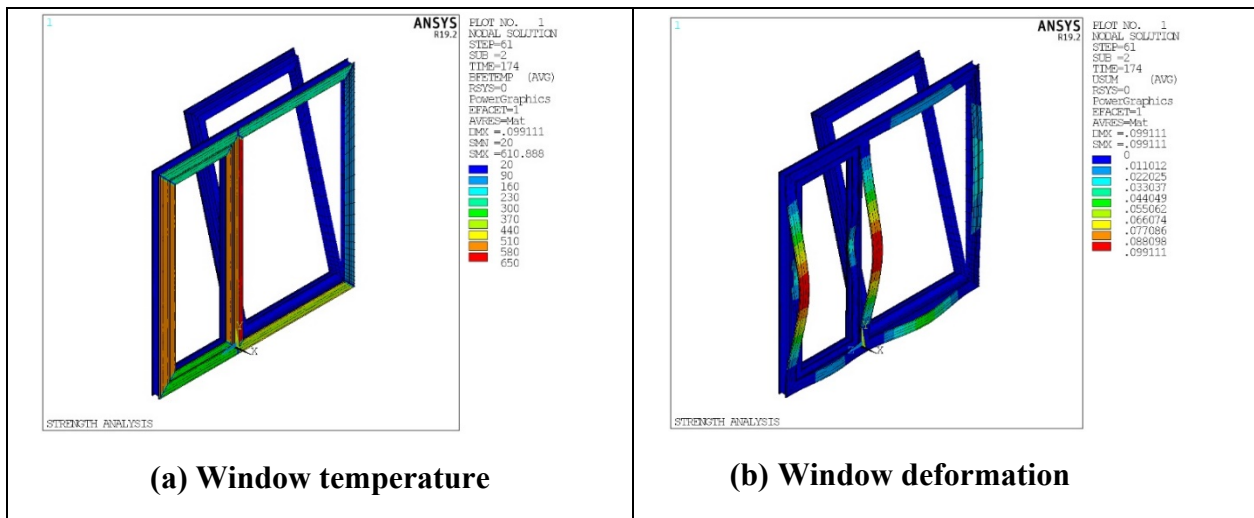 1
ANSYS
R19.2
PLOT NO. 1
NODAL SOLUTION
STEP=61
SUB =2
TIME=174
BFETEMP (AVG)
RSYS=0
PowerGraphics
EFACET=1
AVRES=Mat
DMX =.099111
SMN =20
SMX =610.888
20
90
160
230
300
370
440
510
580
650
X
STRENGTH ANALYSIS
(a) Window temperature
1
ANSYS
R19.2
PLOT NO. 1
NODAL SOLUTION
STEP=61
SUB =2
TIME=174
USUM (AVG)
RSYS=0
PowerGraphics
EFACET=1
AVRES=Mat
DMX =.099111
SMX =.099111
0
.011012
.022025
.033037
.044049
.055062
.066074
.077086
.088098
.099111
X
STRENGTH ANALYSIS
(b) Window deformation